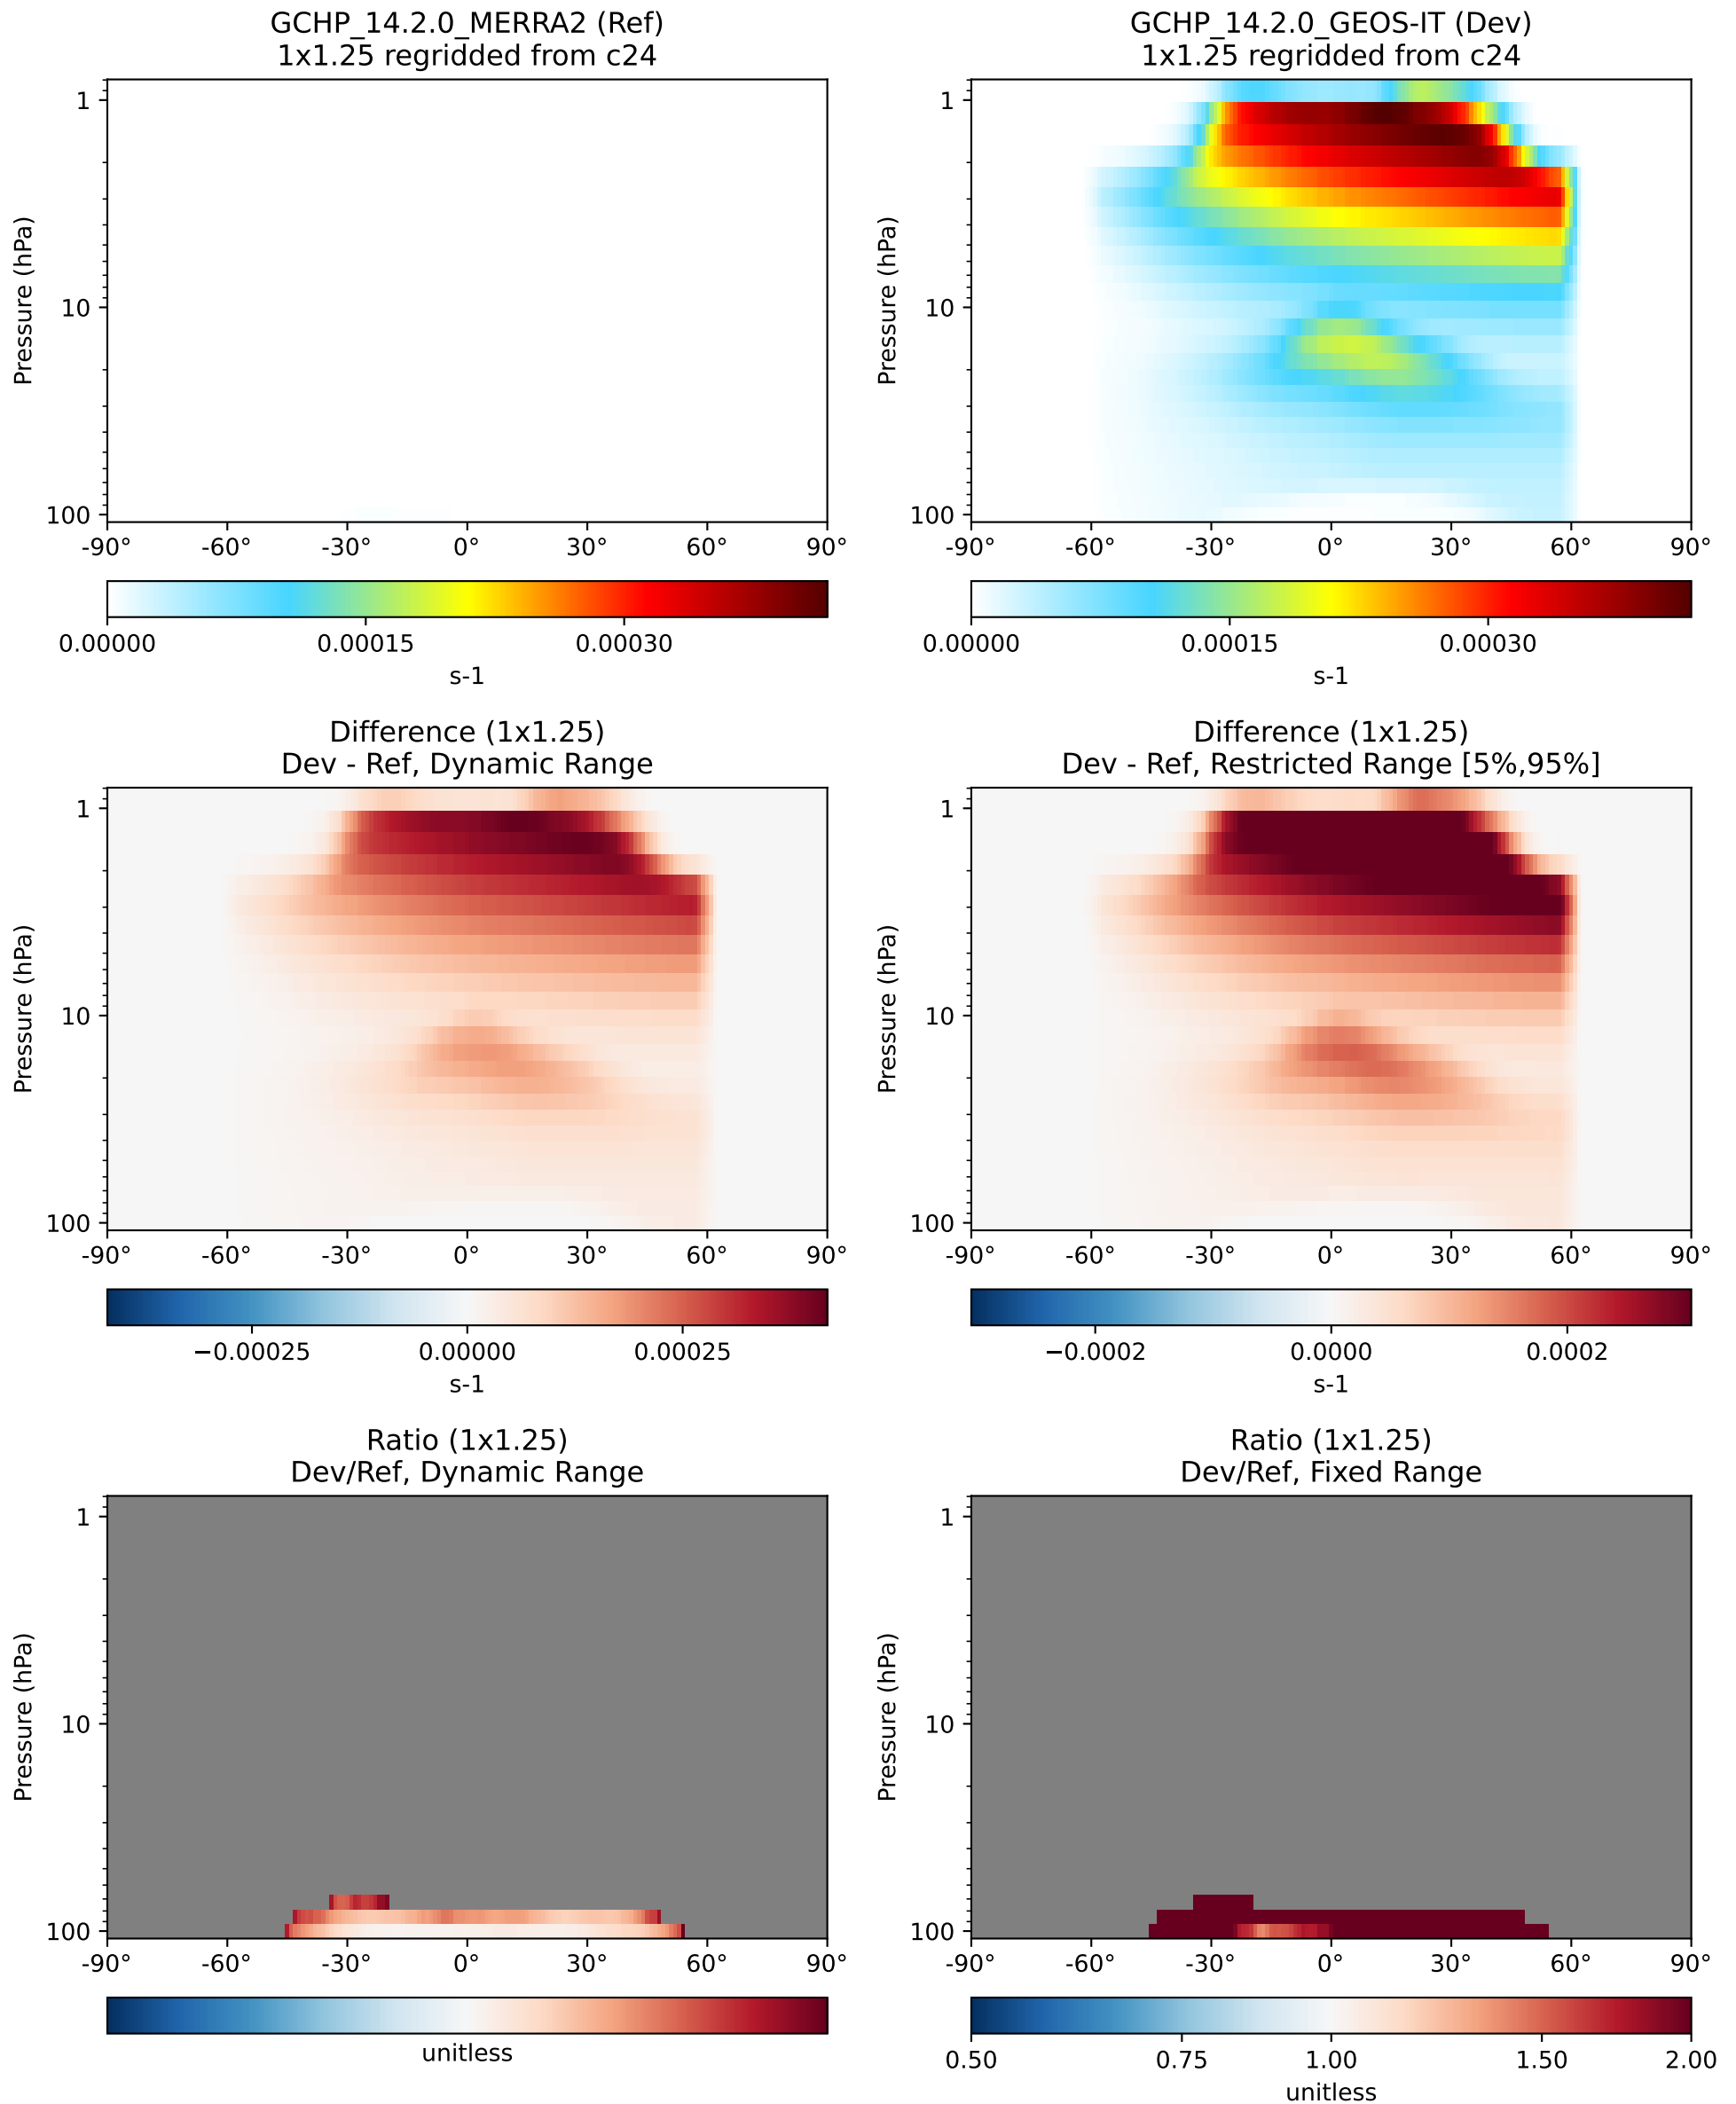 GCHP_14.2.0_MERRA2 (Ref)
1x1.25 regridded from c24
Pressure (hPa)
1
10
100
-90° -60° -30° 0° 30° 60° 90°
0.00000 0.00015 0.00030
s-1
GCHP_14.2.0_GEOS-IT (Dev)
1x1.25 regridded from c24
Pressure (hPa)
1
10
100
-90° -60° -30° 0° 30° 60° 90°
0.00000 0.00015 0.00030
s-1
Difference (1x1.25)
Dev - Ref, Dynamic Range
Pressure (hPa)
1
10
100
-90° -60° -30° 0° 30° 60° 90°
−0.00025 0.00000 0.00025
s-1
Difference (1x1.25)
Dev - Ref, Restricted Range [5%,95%]
Pressure (hPa)
1
10
100
-90° -60° -30° 0° 30° 60° 90°
−0.0002 0.0000 0.0002
s-1
Ratio (1x1.25)
Dev/Ref, Dynamic Range
Pressure (hPa)
1
10
100
-90° -60° -30° 0° 30° 60° 90°
unitless
Ratio (1x1.25)
Dev/Ref, Fixed Range
Pressure (hPa)
1
10
100
-90° -60° -30° 0° 30° 60° 90°
0.50 0.75 1.00 1.50 2.00
unitless